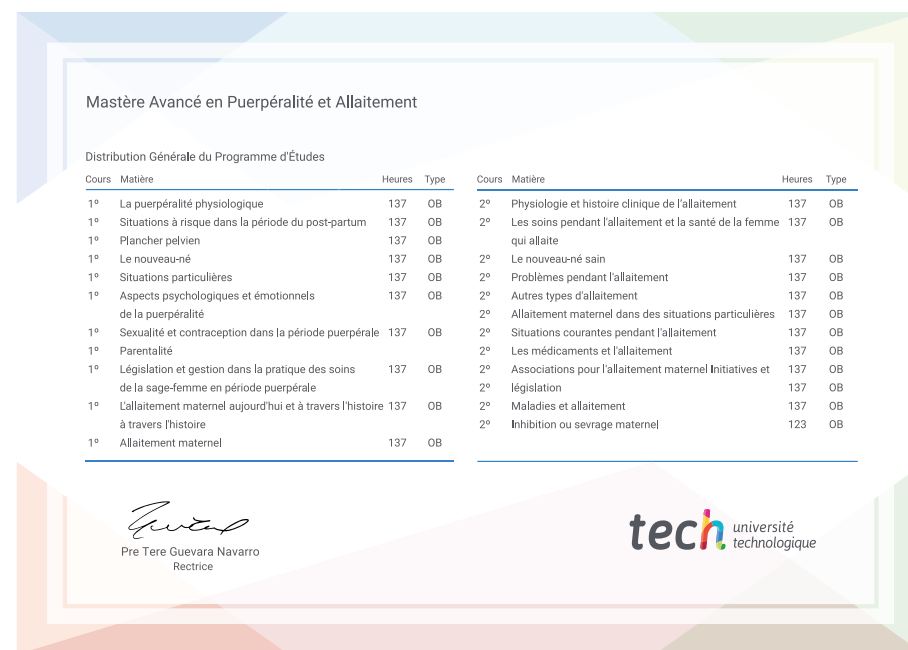 Mastère Avancé en Puerpéralité et Allaitement
Distribution Générale du Programme d'Études
Cours Matière Heures Type
1º La puerpéralité physiologique 137 OB
1º Situations à risque dans la période du post-partum 137 OB
1º Plancher pelvien 137 OB
1º Le nouveau-né 137 OB
1º Situations particulières 137 OB
1º Aspects psychologiques et émotionnels 137 OB
de la puerpéralité
1º Sexualité et contraception dans la période puerpérale 137 OB
1º Parentalité
1º Législation et gestion dans la pratique des soins 137 OB
de la sage-femme en période puerpérale
1º L'allaitement maternel aujourd'hui et à travers l'histoire 137 OB
à travers l'histoire
1º Allaitement maternel 137 OB
Cours Matière Heures Type
2º Physiologie et histoire clinique de l'allaitement 137 OB
2º Les soins pendant l'allaitement et la santé de la femme 137 OB
qui allaite
2º Le nouveau-né sain 137 OB
2º Problèmes pendant l'allaitement 137 OB
2º Autres types d'allaitement 137 OB
2º Allaitement maternel dans des situations particulières 137 OB
2º Situations courantes pendant l'allaitement 137 OB
2º Les médicaments et l'allaitement 137 OB
2º Associations pour l'allaitement maternel Initiatives et 137 OB
2º législation 137 OB
2º Maladies et allaitement 137 OB
2º Inhibition ou sevrage maternel 123 OB
Pre Tere Guevara Navarro
Rectrice
tech université
technologique